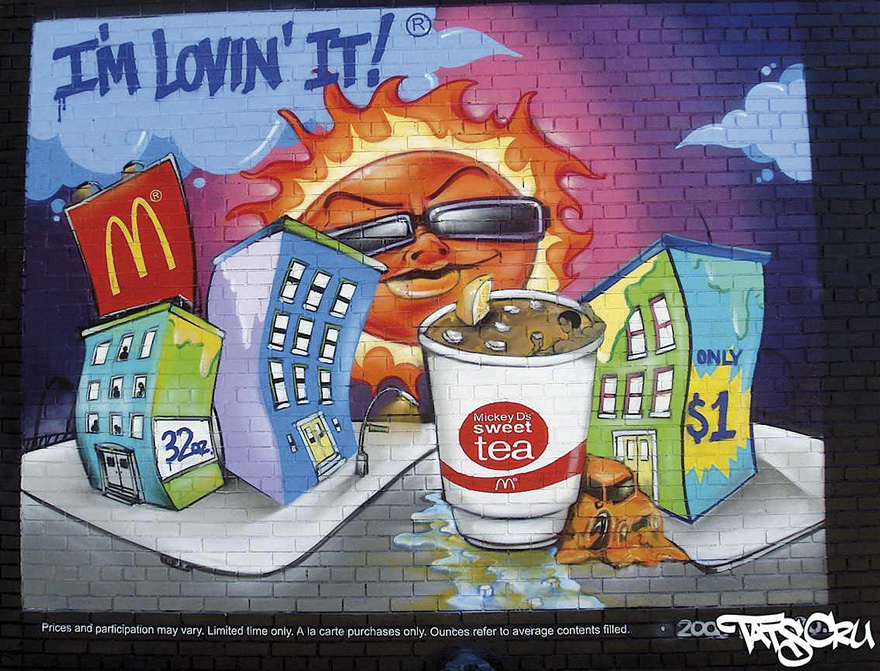 I'M LOVIN' IT!®
M®
32oz.
ONLY
$1
Mickey D's
sweet
tea
M
Prices and participation may vary. Limited time only. A la carte purchases only. Ounces refer to average contents filled.
TATS CRU